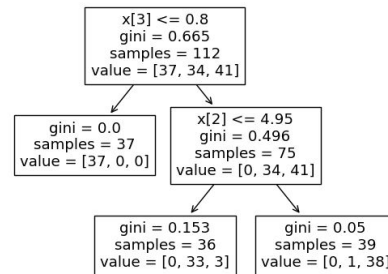 x[3] <= 0.8
gini = 0.665
samples = 112
value = [37, 34, 41]
gini = 0.0
samples = 37
value = [37, 0, 0]
x[2] <= 4.95
gini = 0.496
samples = 75
value = [0, 34, 41]
gini = 0.153
samples = 36
value = [0, 33, 3]
gini = 0.05
samples = 39
value = [0, 1, 38]